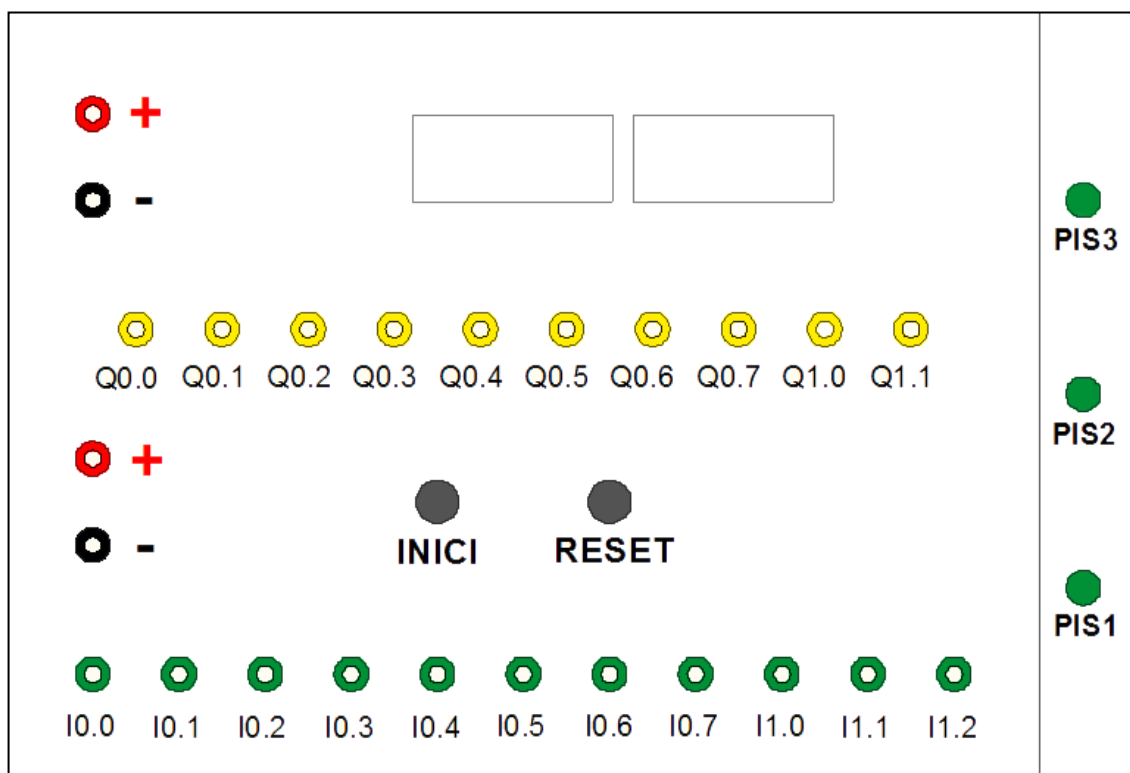 +
-
PIS3
Q0.0 Q0.1 Q0.2 Q0.3 Q0.4 Q0.5 Q0.6 Q0.7 Q1.0 Q1.1
PIS2
+
-
INICI RESET
PIS1
I0.0 I0.1 I0.2 I0.3 I0.4 I0.5 I0.6 I0.7 I1.0 I1.1 I1.2